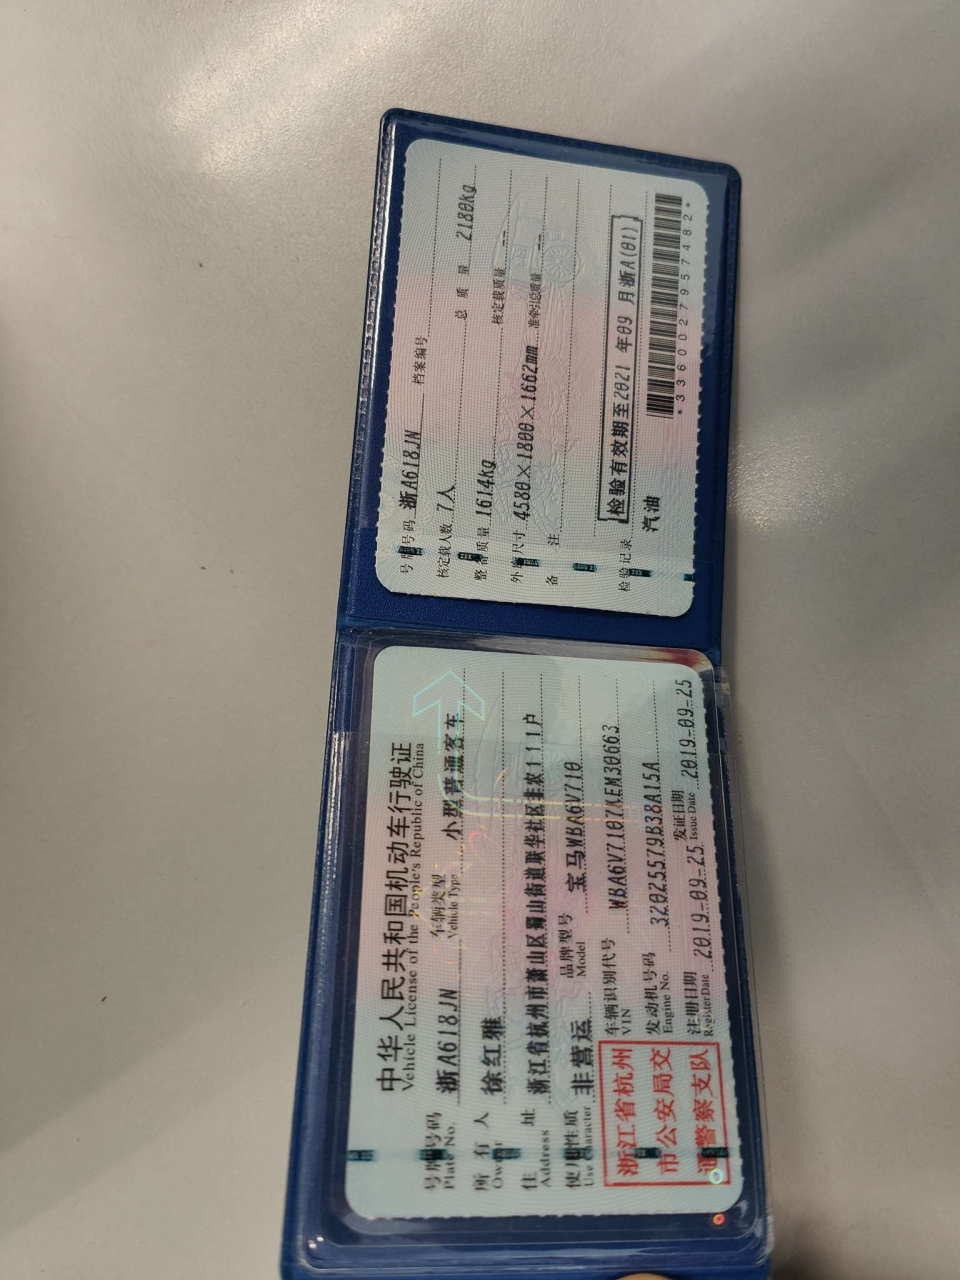 中华人民共和国机动车行驶证
Vehicle License of the People's Republic of China
号牌号码 浙A618JN 车辆类型 小型普通客车
Plate No. Vehicle Type
所有人 徐红雅
Owner
住址 浙江省杭州市萧山区蜀山街道联华社区非农1111户
Address
使用性质 非营运 品牌型号 宝马WBA6V710
Use Character Model
浙江省杭州市公安局交通警察支队
车辆识别代号 WBA6V7107KEM30663
VIN
发动机号码 32025579B38A15A
Engine No.
注册日期 2019-09-25 发证日期 2019-09-25
Register Date Issue Date
号牌号码 浙A618JN 档案编号
核定载人数 7人 总质量 2180kg
整备质量 1614kg 核定载质量 --
外廓尺寸 4580×1800×1662mm 准牵引总质量 --
备注
检验记录 检验有效期至2021年09月浙A(01)
汽油
*3360027957482*